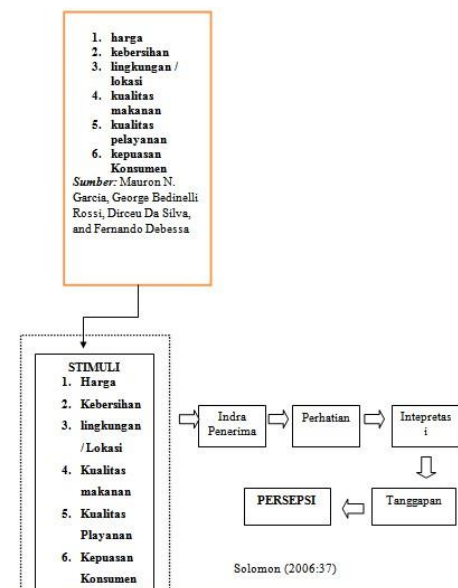 1. harga
2. kebersihan
3. lingkungan /
lokasi
4. kualitas
makanan
5. kualitas
pelayanan
6. kepuasan
Konsumen
Sumber: Mauron N.
Garcia, George Bedinelli
Rossi, Dirceu Da Silva,
and Fernando Debessa
STIMULI
1. Harga
2. Kebersihan
3. lingkungan
/Lokasi
4. Kualitas
makanan
5. Kualitas
Playanan
6. Kepuasan
Konsumen
Indra
Penerima
Perhatian
Intepretas
i
Tanggapan
PERSEPSI
Solomon (2006:37)